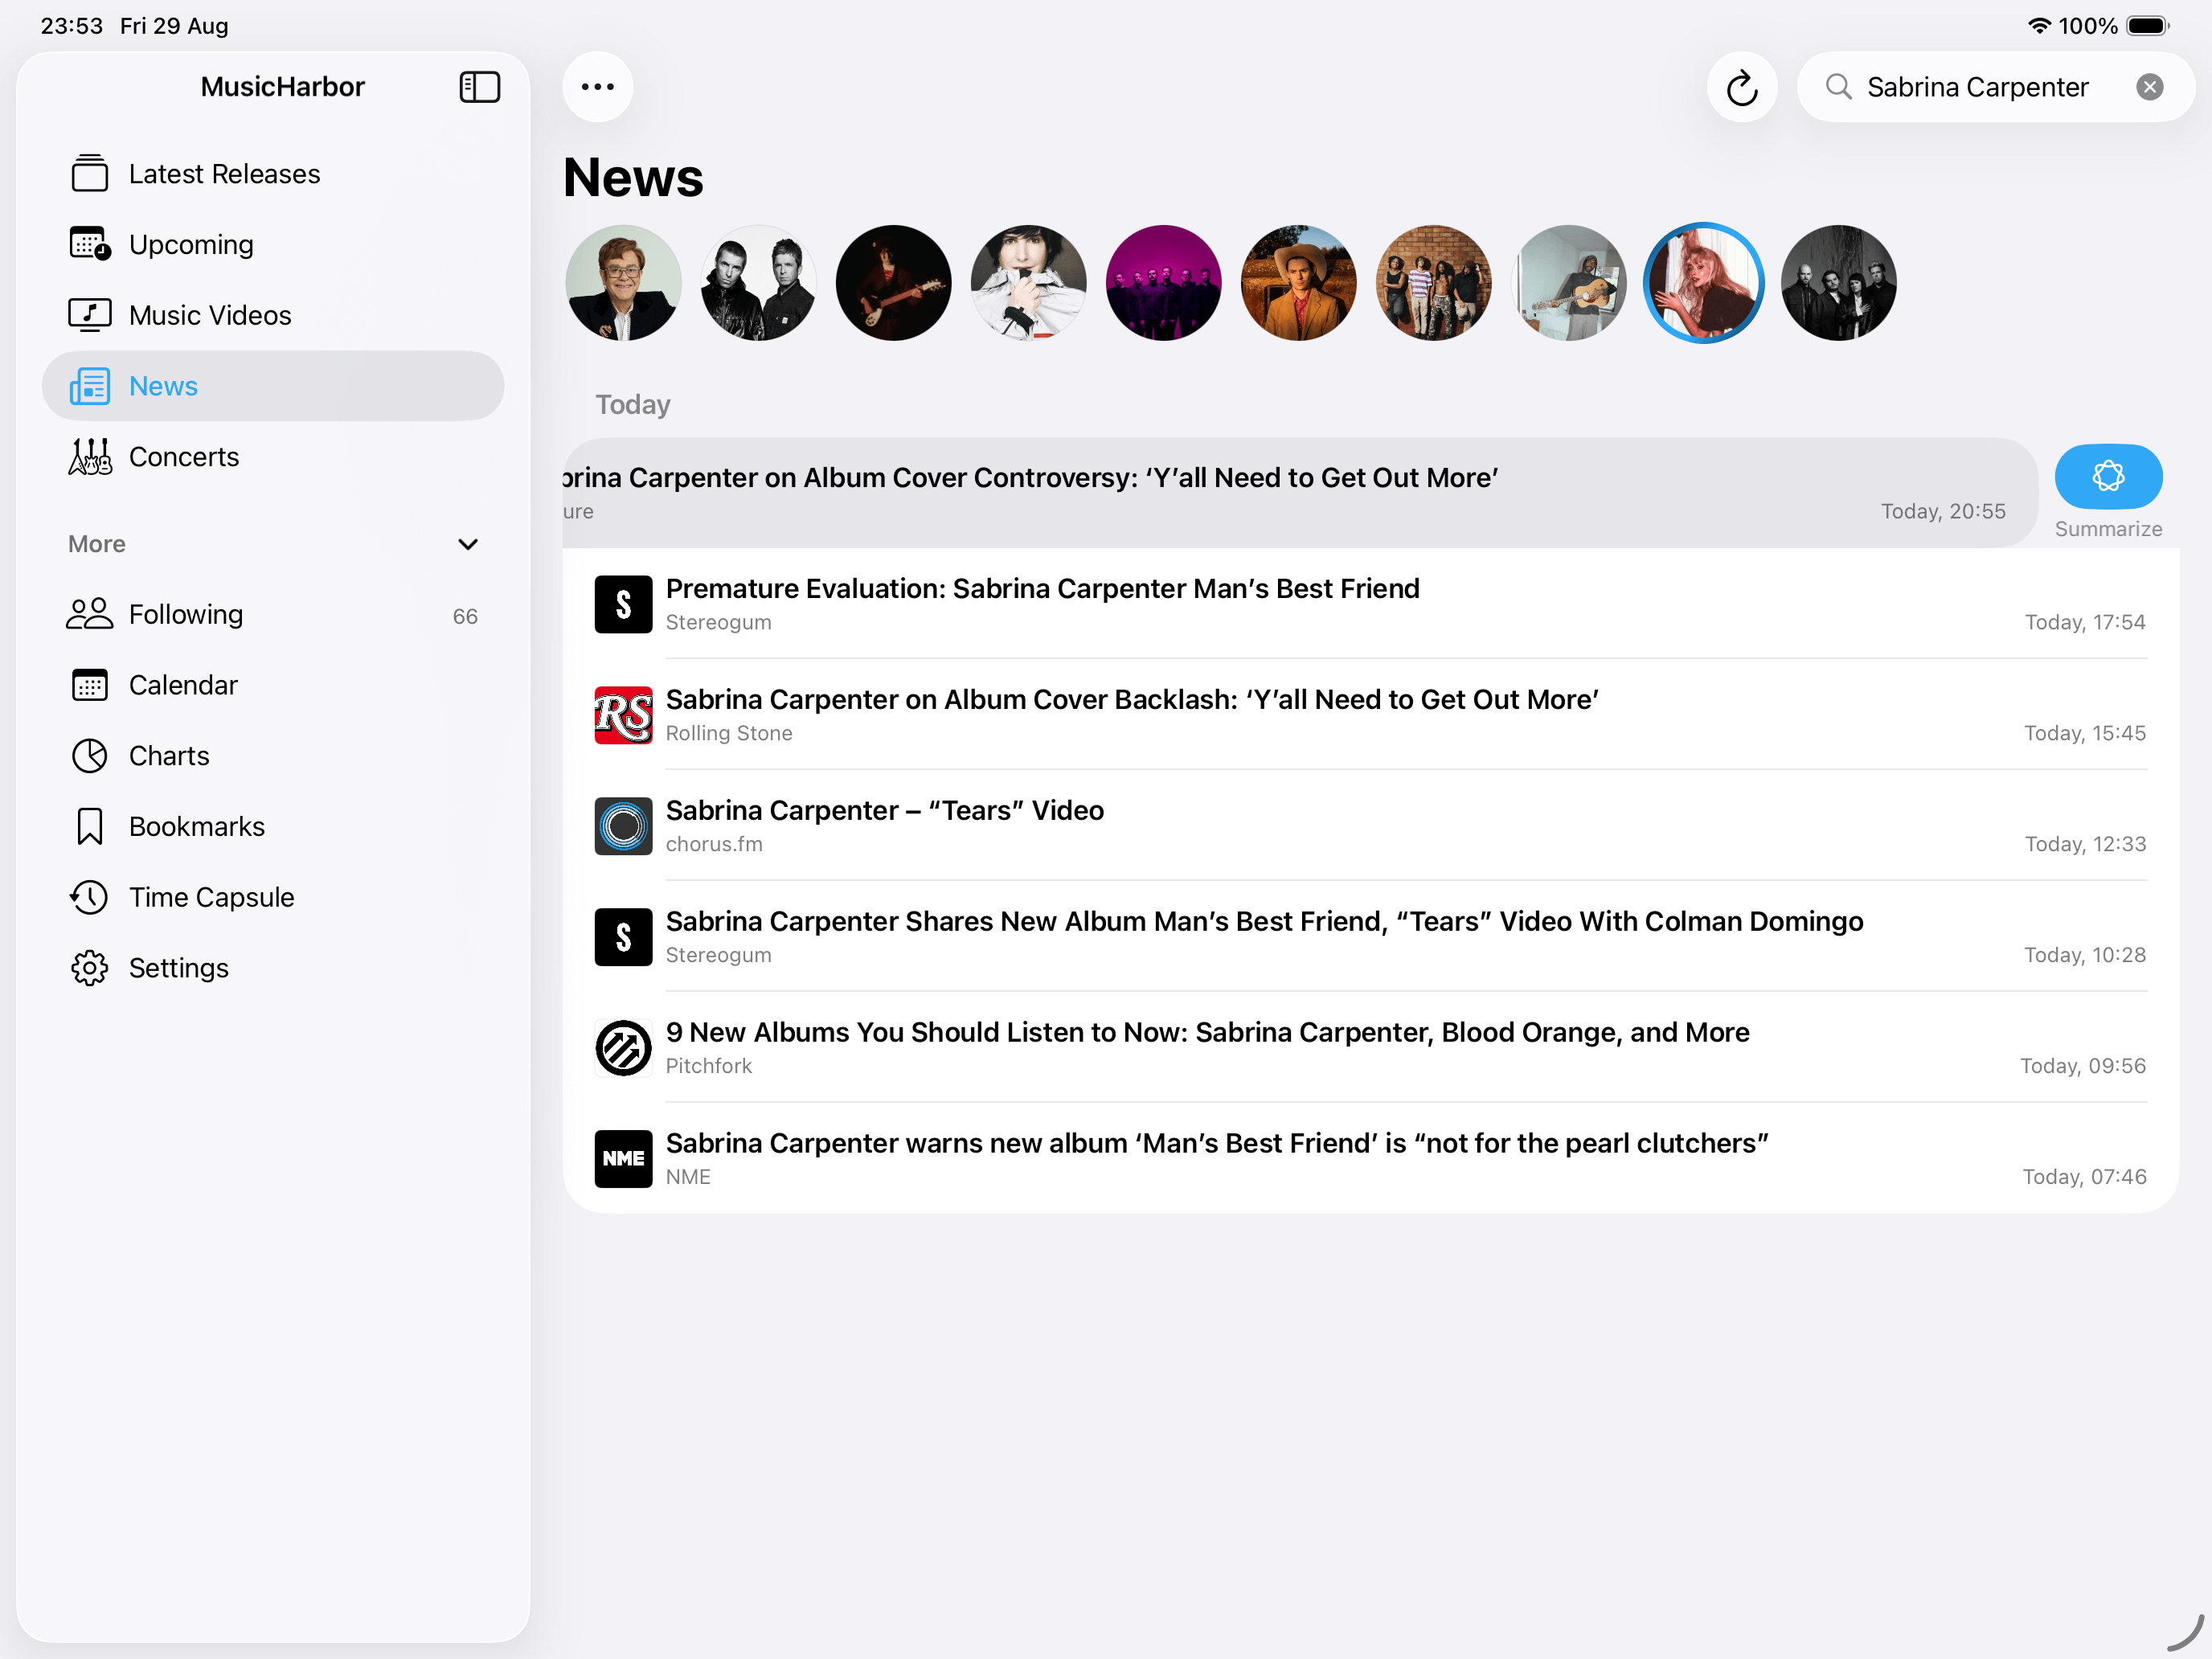 23:53 Fri 29 Aug
100%
MusicHarbor
Latest Releases
Upcoming
Music Videos
News
Concerts
More
Following 66
Calendar
Charts
Bookmarks
Time Capsule
Settings
Sabrina Carpenter
News
Today
brina Carpenter on Album Cover Controversy: ‘Y’all Need to Get Out More’
ure
Today, 20:55
Summarize
S
Premature Evaluation: Sabrina Carpenter Man’s Best Friend
Stereogum
Today, 17:54
RS
Sabrina Carpenter on Album Cover Backlash: ‘Y’all Need to Get Out More’
Rolling Stone
Today, 15:45
Sabrina Carpenter – “Tears” Video
chorus.fm
Today, 12:33
S
Sabrina Carpenter Shares New Album Man’s Best Friend, “Tears” Video With Colman Domingo
Stereogum
Today, 10:28
9 New Albums You Should Listen to Now: Sabrina Carpenter, Blood Orange, and More
Pitchfork
Today, 09:56
NME
Sabrina Carpenter warns new album ‘Man’s Best Friend’ is “not for the pearl clutchers”
NME
Today, 07:46